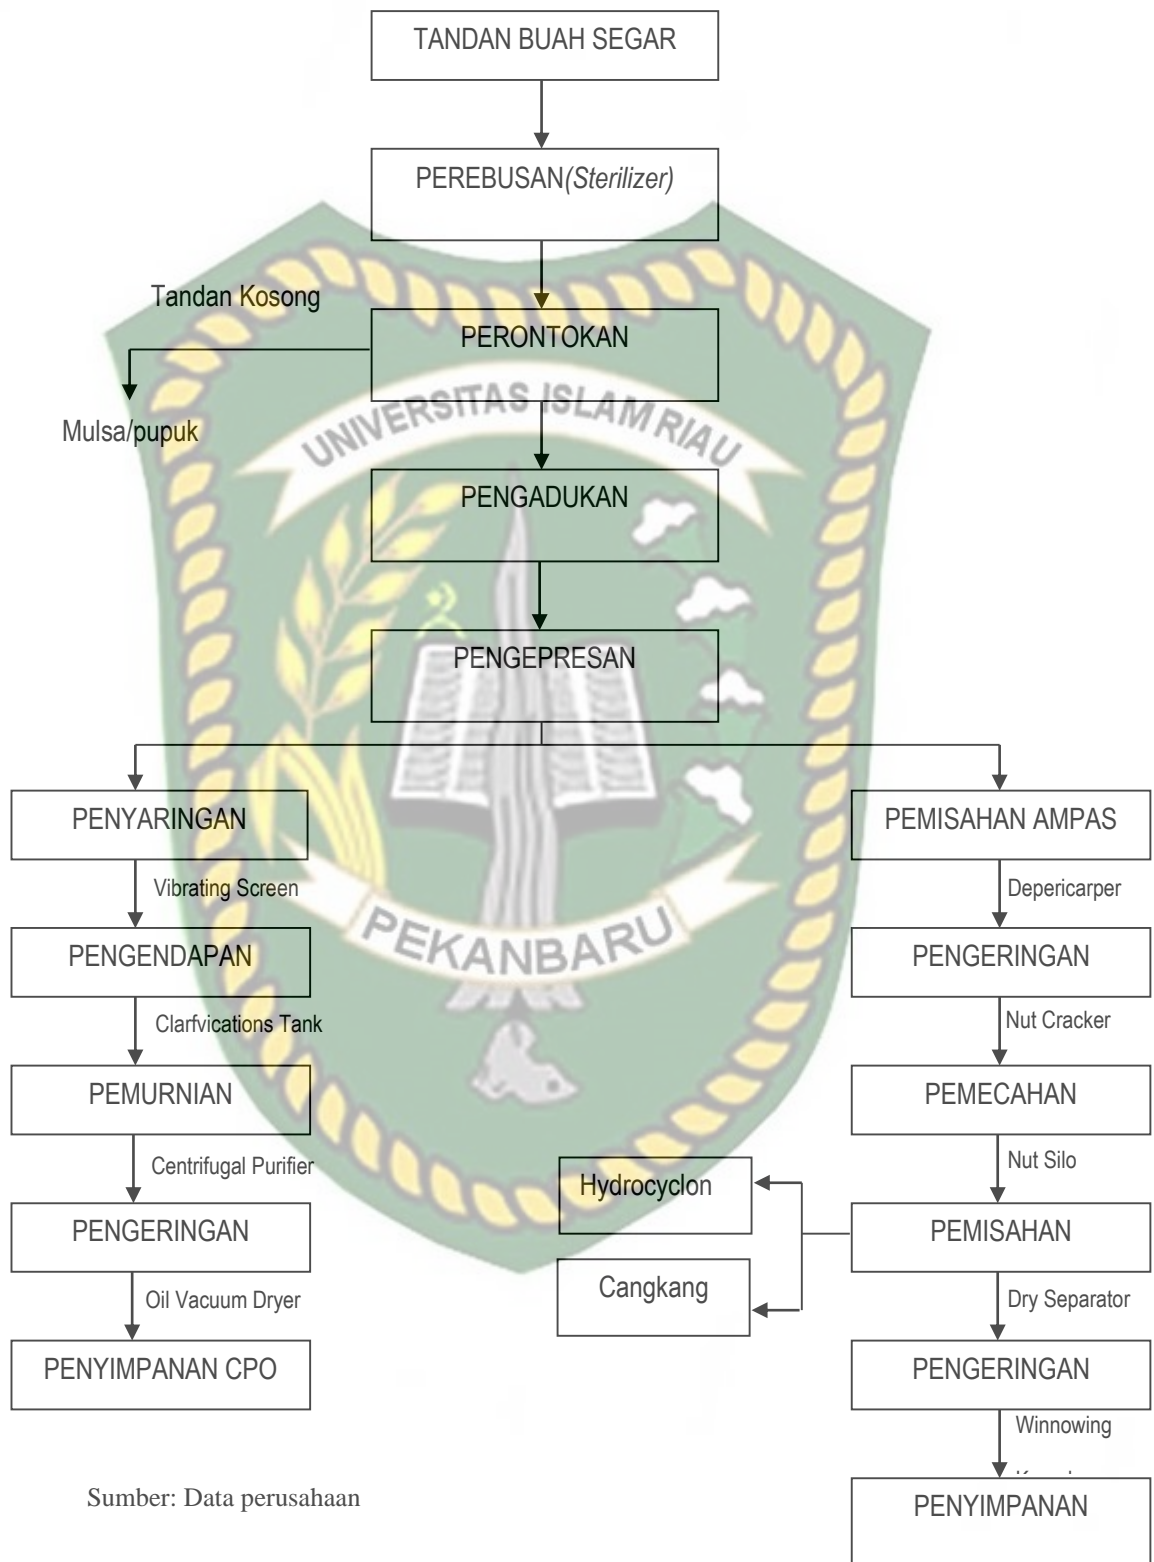 TANDAN BUAH SEGAR
PEREBUSAN(Sterilizer)
Tandan Kosong
PERONTOKAN
Mulsa/pupuk
UNIVERSITAS ISLAM RIAU
PENGADUKAN
PENGEPRESAN
PENYARINGAN
PEMISAHAN AMPAS
Vibrating Screen
Depericarper
PEKANBARU
PENGENDAPAN
PENGERINGAN
Clarfvications Tank
Nut Cracker
PEMURNIAN
PEMECAHAN
Centrifugal Purifier
Nut Silo
Hydrocyclon
PENGERINGAN
PEMISAHAN
Cangkang
Oil Vacuum Dryer
Dry Separator
PENYIMPANAN CPO
PENGERINGAN
Winnowing
Sumber: Data perusahaan
PENYIMPANAN